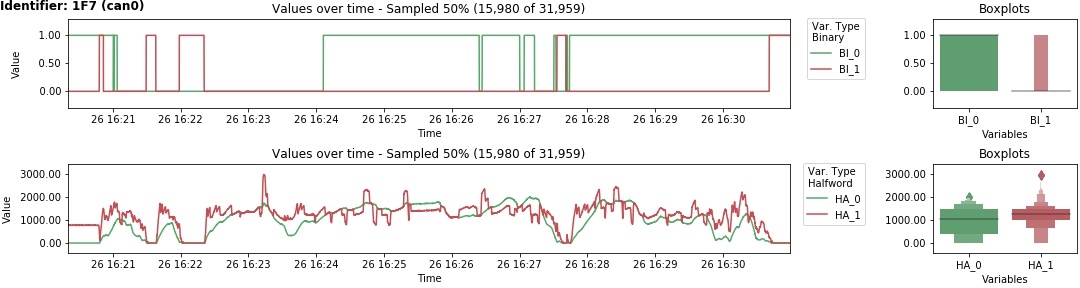 Identifier: 1F7 (can0)
Values over time - Sampled 50% (15,980 of 31,959)
Value
1.00
0.50
0.00
26 16:21 26 16:22 26 16:23 26 16:24 26 16:25 26 16:26 26 16:27 26 16:28 26 16:29 26 16:30
Time
Var. Type
Binary
BI_0
BI_1
Boxplots
1.00
0.50
0.00
BI_0 BI_1
Variables
Values over time - Sampled 50% (15,980 of 31,959)
Value
3000.00
2000.00
1000.00
0.00
26 16:21 26 16:22 26 16:23 26 16:24 26 16:25 26 16:26 26 16:27 26 16:28 26 16:29 26 16:30
Time
Var. Type
Halfword
HA_0
HA_1
Boxplots
3000.00
2000.00
1000.00
0.00
HA_0 HA_1
Variables